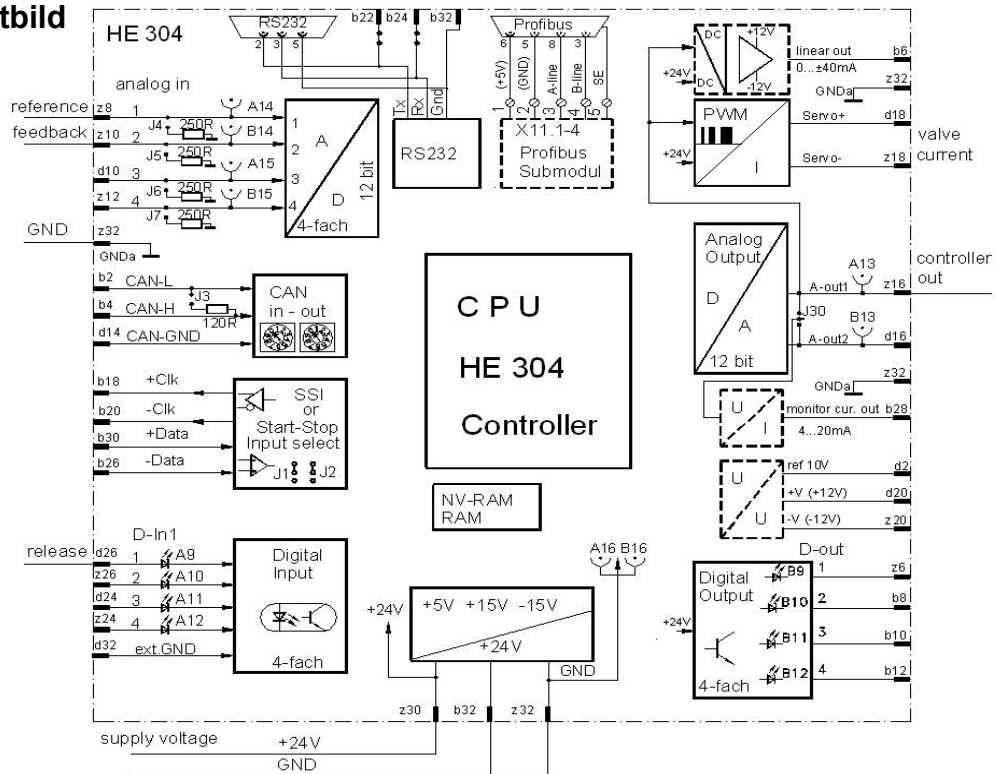 tbild
HE 304
RS232
2 3 5
b22 b24 b32
Profibus
6 5 8 3
(+5V) (GND) A-line B-line SE
1 2 3 4 5
X11.1-4
Profibus
Submodul
Tx Rx Gnd
RS232
DC
DC
+24V
+12V
-12V
linear out
0...±40mA
b6
z32
GNDa
PWM
I
+24V
Servo+
d18
Servo-
z18
valve
current
analog in
reference z8 1 A14
J4 250R
feedback z10 2 B14
J5 250R
d10 3 A15
J6 250R
z12 4 B15
J7 250R
1
2
3
4
A
D
4-fach
12 bit
GND z32
GNDa
b2 CAN-L
J3
b4 CAN-H
120R
d14 CAN-GND
CAN
in - out
b18 +Clk
b20 -Clk
b30 +Data
b26 -Data
SSI
or
Start-Stop
Input select
J1 J2
CPU
HE 304
Controller
NV-RAM
RAM
Analog
Output
D
A
12 bit
A-out1
A13
z16
controller
out
J30
B13
A-out2
d16
z32
GNDa
U
I
monitor cur. out b28
4...20mA
U
U
ref 10V d2
+V (+12V) d20
-V (-12V) z20
D-In1
release d26 1 A9
z26 2 A10
d24 3 A11
z24 4 A12
d32 ext.GND
Digital
Input
4-fach
+24V
+5V +15V -15V
+24V
GND
A16 B16
D-out
Digital
Output
+24V
4-fach
B9 1 z6
B10 2 b8
B11 3 b10
B12 4 b12
z30 b32 z32
supply voltage
+24V
GND